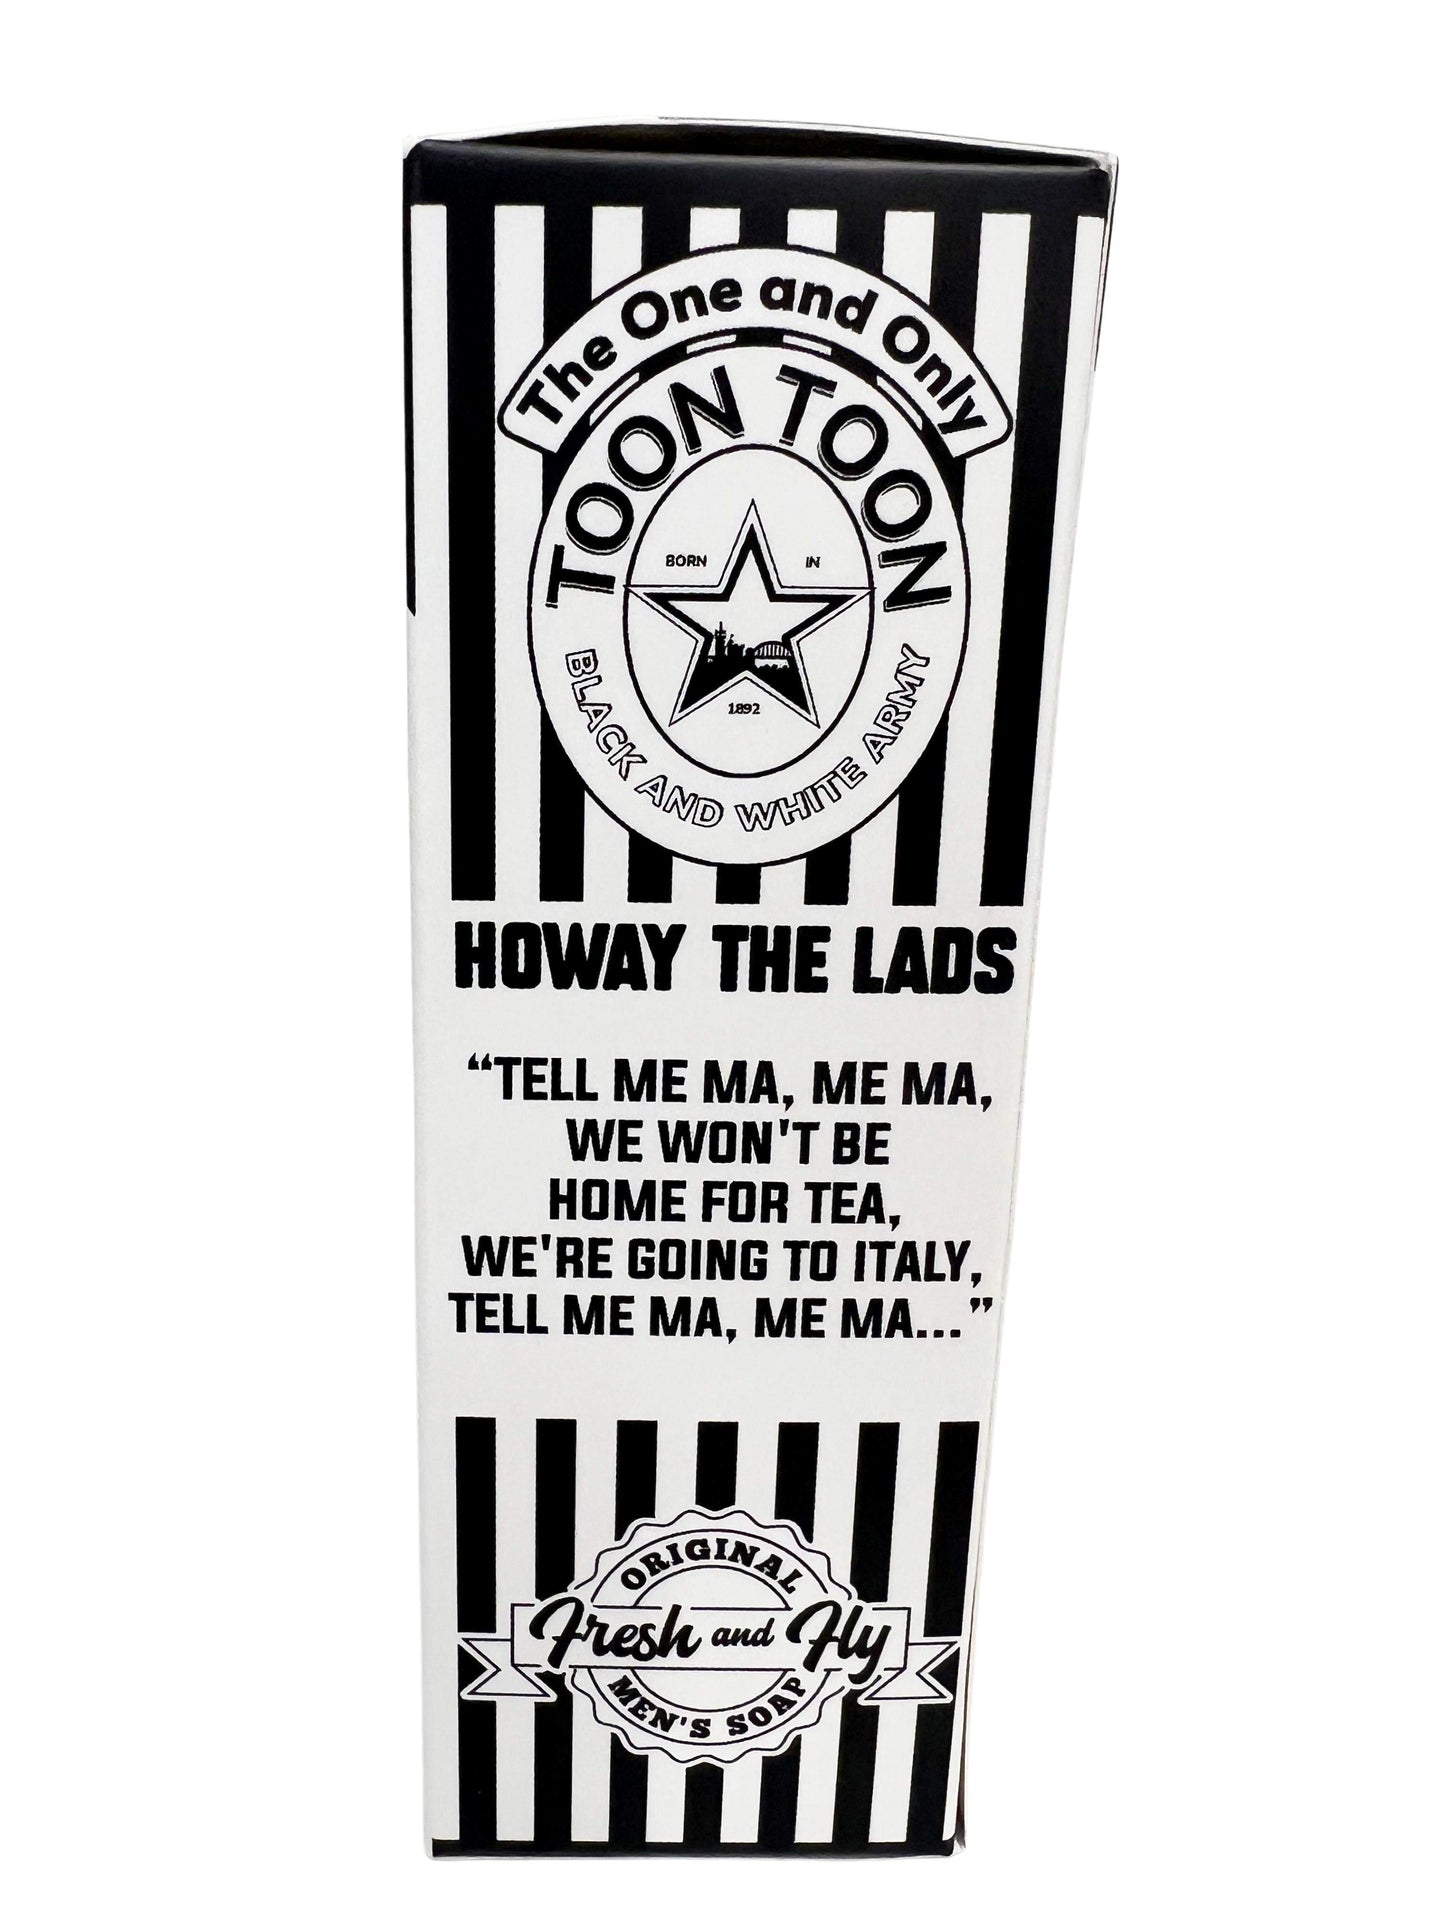 The One and Only
TOON TOON
BORN IN
1892
BLACK AND WHITE ARMY
HOWAY THE LADS
“TELL ME MA, ME MA,
WE WON'T BE
HOME FOR TEA,
WE'RE GOING TO ITALY,
TELL ME MA, ME MA...”
ORIGINAL
Fresh and Fly
MEN'S SOAP